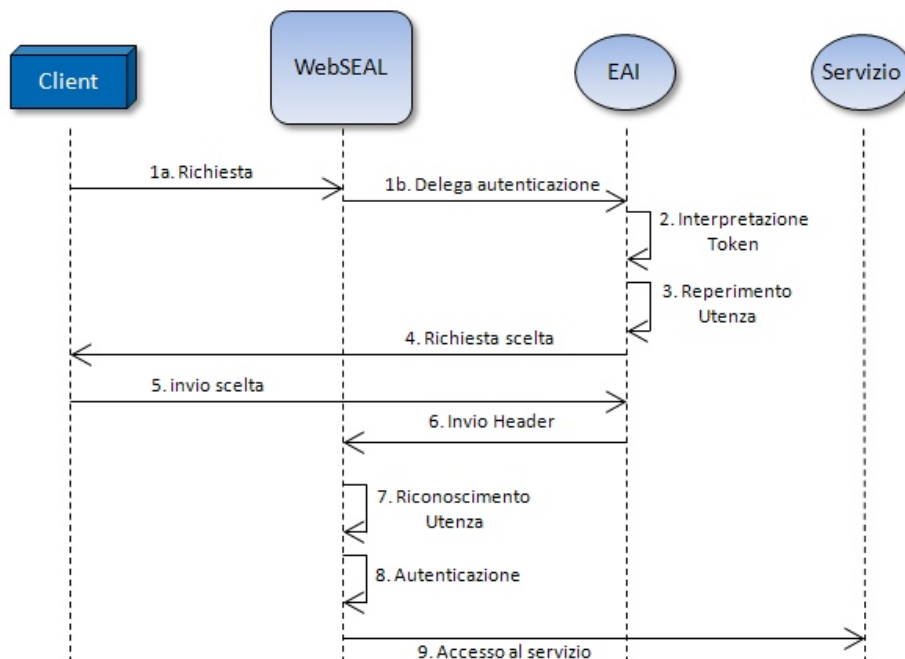 Client
WebSEAL
EAI
Servizio
1a. Richiesta
1b. Delega autenticazione
2. Interpretazione
Token
3. Reperimento
Utenza
4. Richiesta scelta
5. invio scelta
6. Invio Header
7. Riconoscimento
Utenza
8. Autenticazione
9. Accesso al servizio